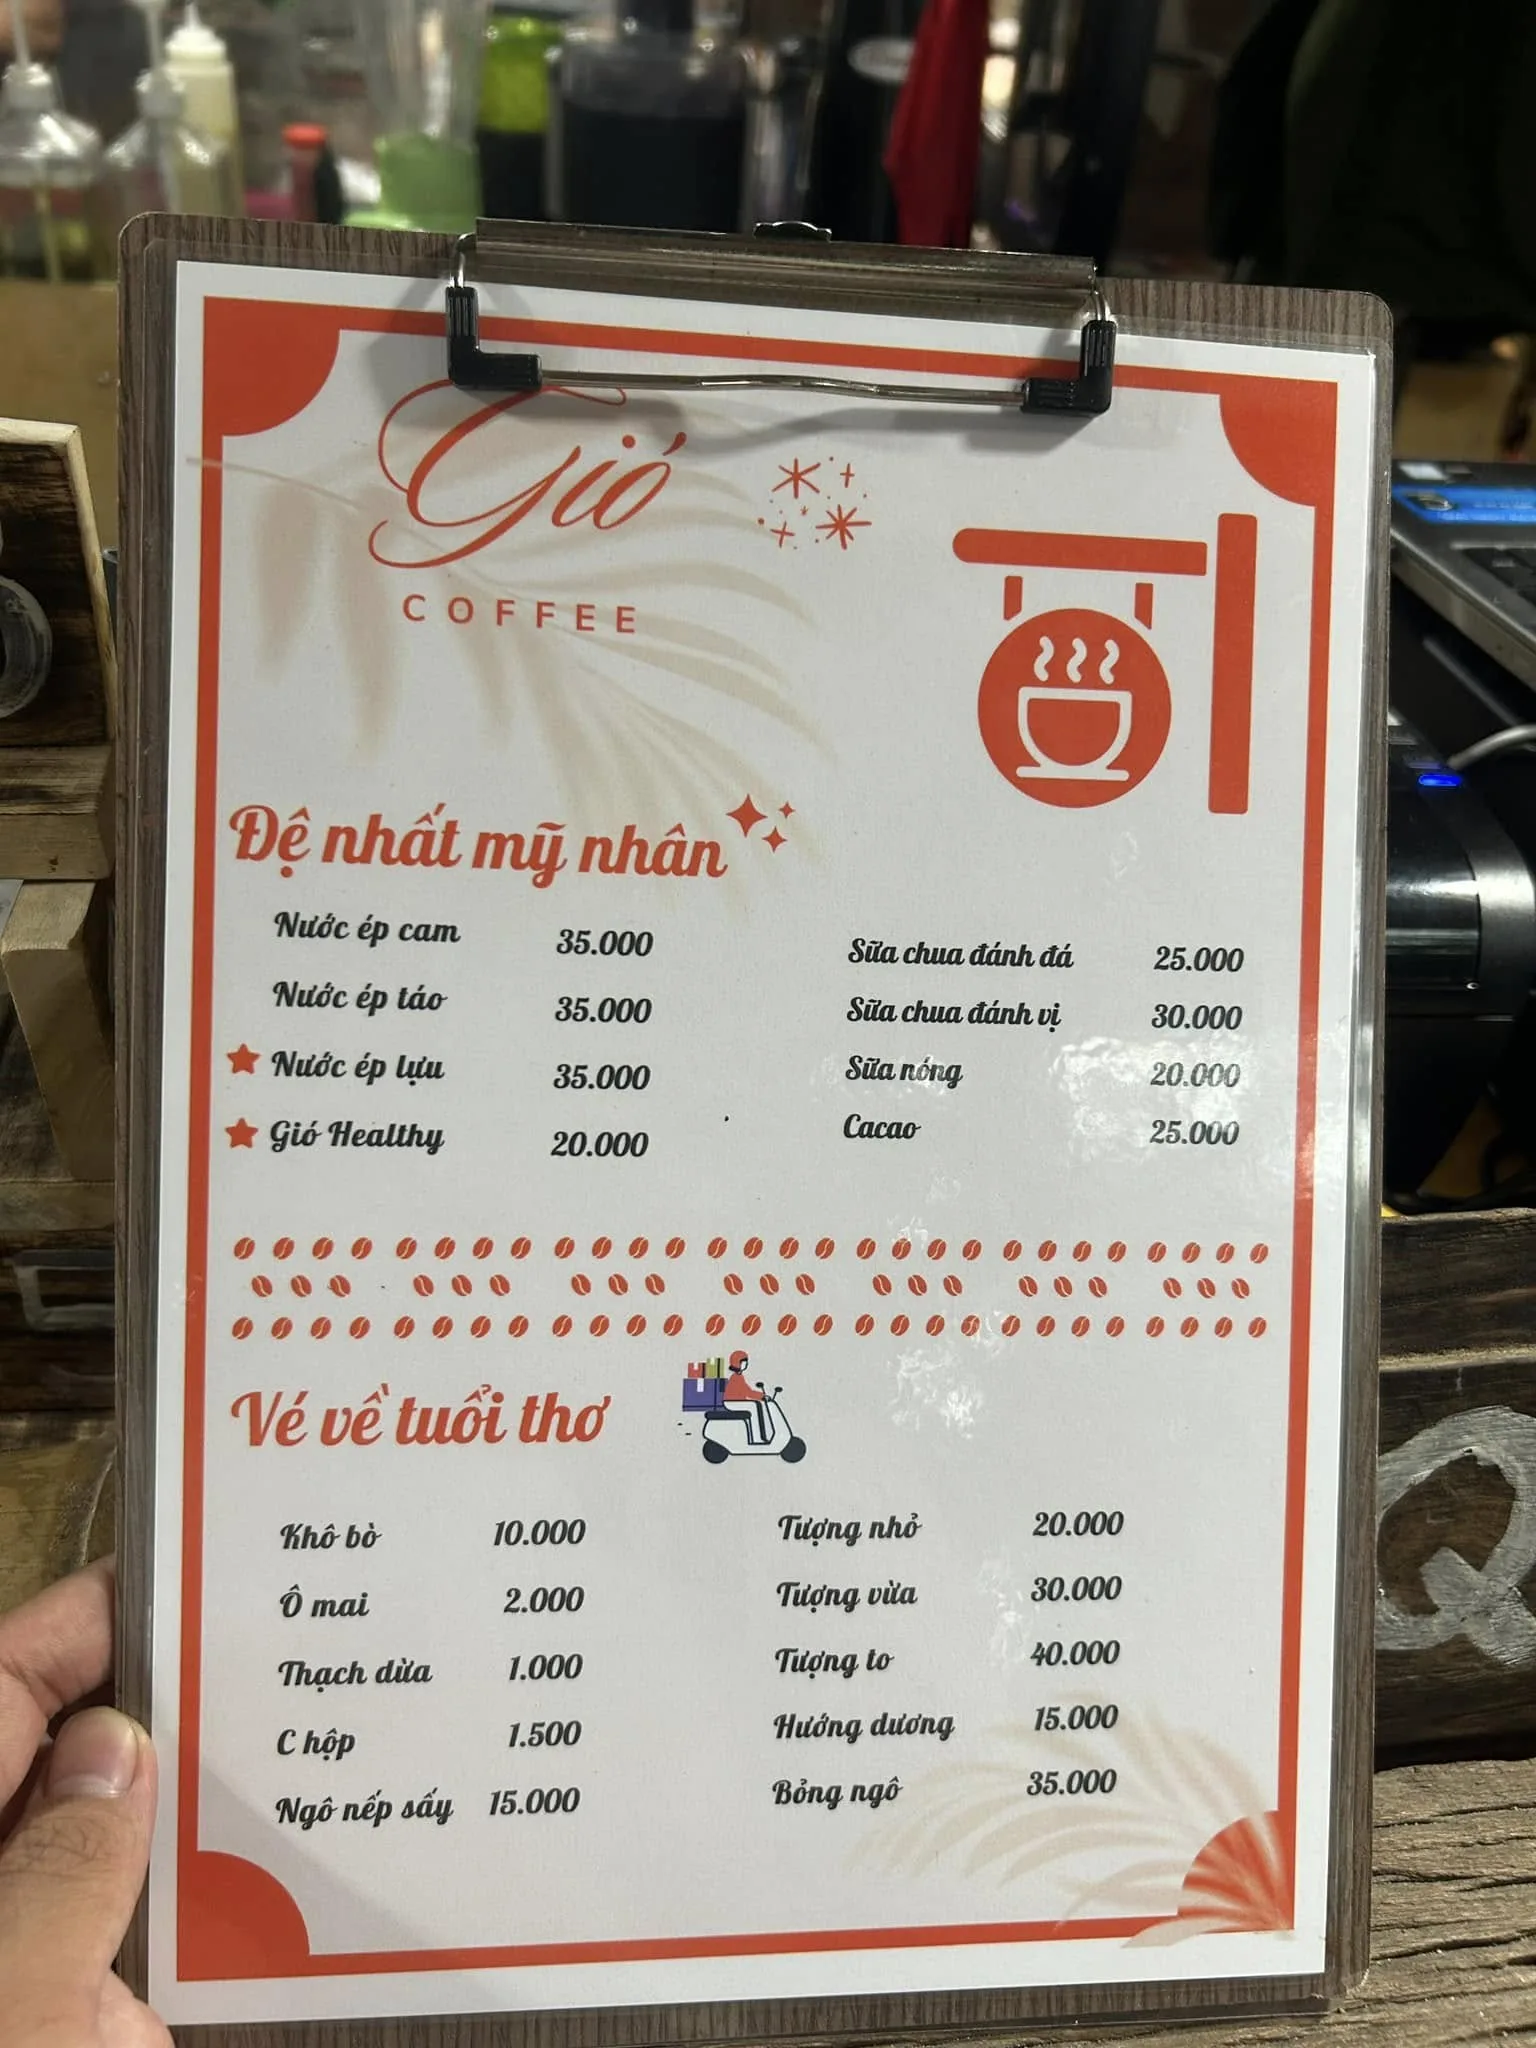 Gió
COFFEE
Đệ nhất mỹ nhân
Nước ép cam 35.000
Nước ép táo 35.000
Nước ép lựu 35.000
Gió Healthy 20.000
Sữa chua đánh đá 25.000
Sữa chua đánh vị 30.000
Sữa nóng 20.000
Cacao 25.000
Vé về tuổi thơ
Khô bò 10.000
Ô mai 2.000
Thạch dừa 1.000
C hộp 1.500
Ngô nếp sấy 15.000
Tượng nhỏ 20.000
Tượng vừa 30.000
Tượng to 40.000
Hướng dương 15.000
Bỏng ngô 35.000